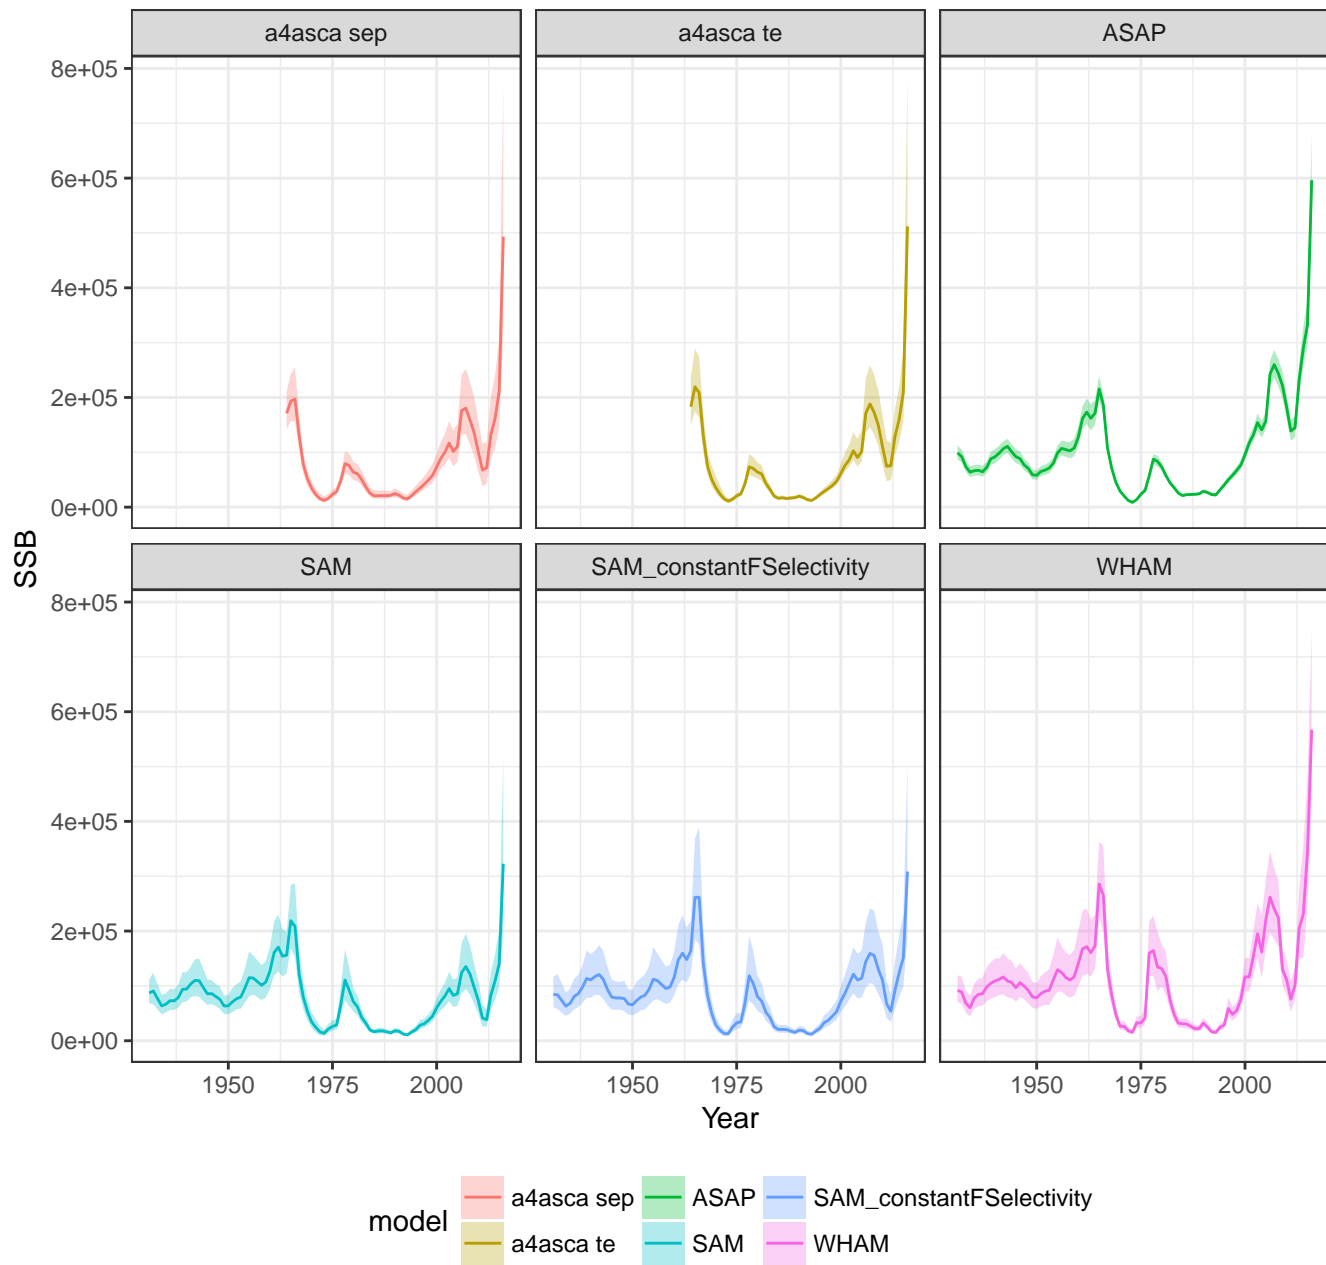 a4asca sep a4asca te ASAP
8e+05
6e+05
4e+05
2e+05
0e+00
SAM SAM_constantFSelectivity WHAM
8e+05
6e+05
4e+05
2e+05
0e+00
SSB
1950 1975 2000 1950 1975 2000 1950 1975 2000
Year
model
a4asca sep ASAP SAM_constantFSelectivity
a4asca te SAM WHAM